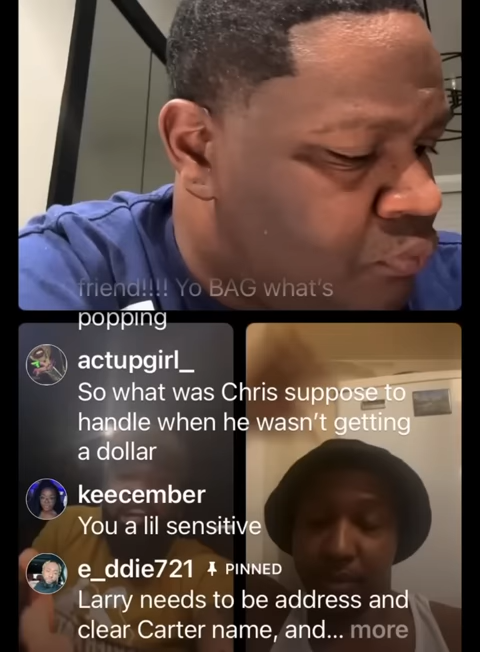 friend!!!! Yo BAG what's
popping
actupgirl_
So what was Chris suppose to
handle when he wasn't getting
a dollar
keecember
You a lil sensitive
e_ddie721 PINNED
Larry needs to be address and
clear Carter name, and... more